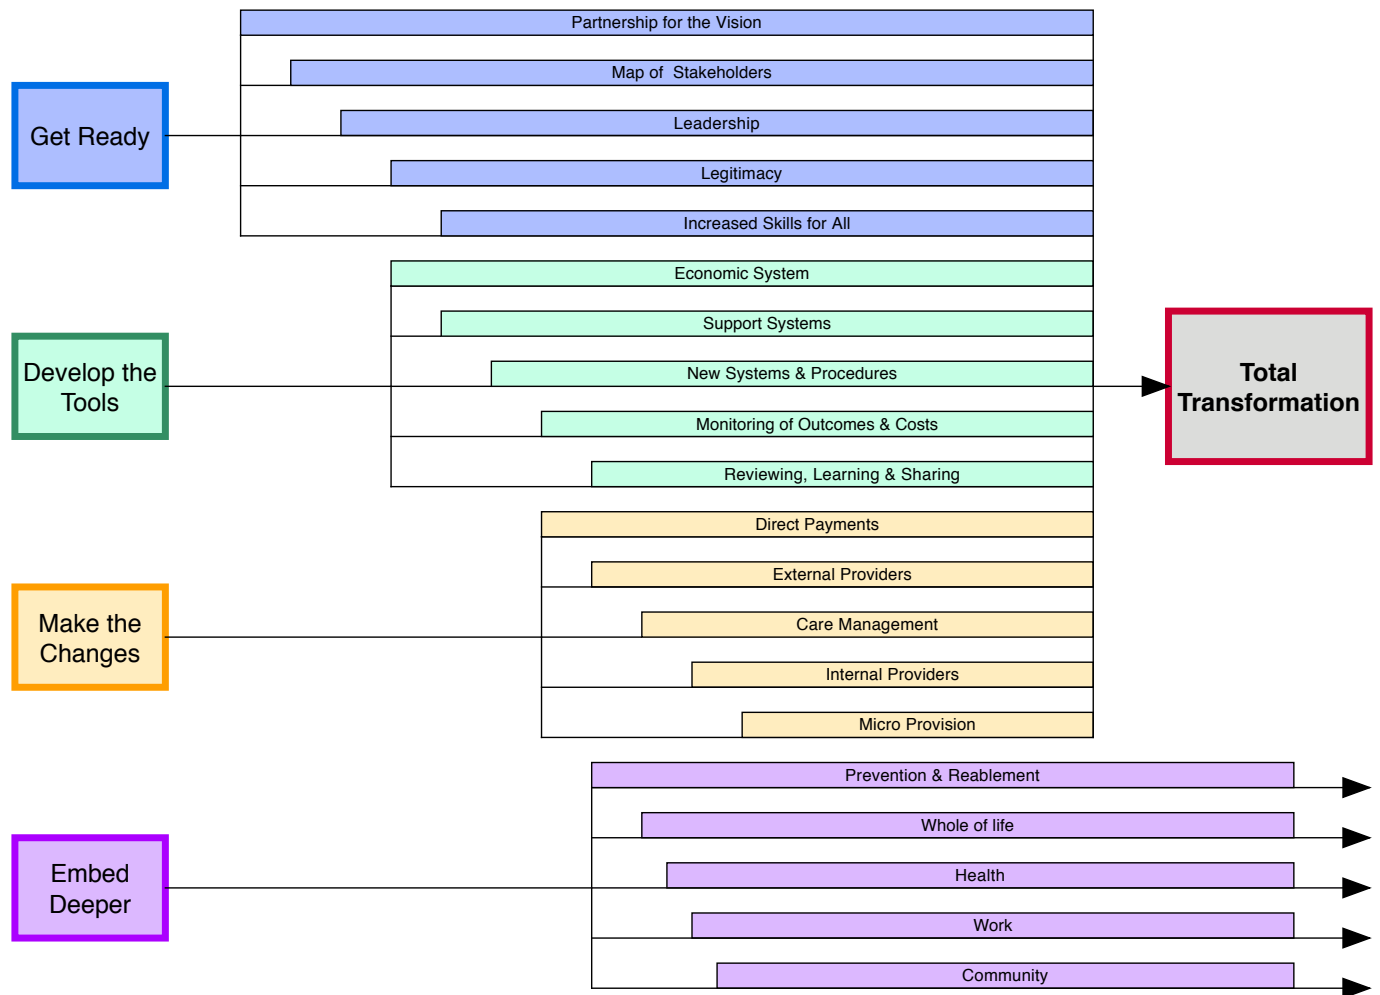 Partnership for the Vision
Map of  Stakeholders
Get Ready
Leadership
Legitimacy
Increased Skills for All
Economic System
Support Systems
Develop the
Tools
New Systems & Procedures
Total
Transformation
Monitoring of Outcomes & Costs
Reviewing, Learning & Sharing
Direct Payments
External Providers
Make the
Changes
Care Management
Internal Providers
Micro Provision
Prevention & Reablement
Whole of life
Embed
Deeper
Health
Work
Community